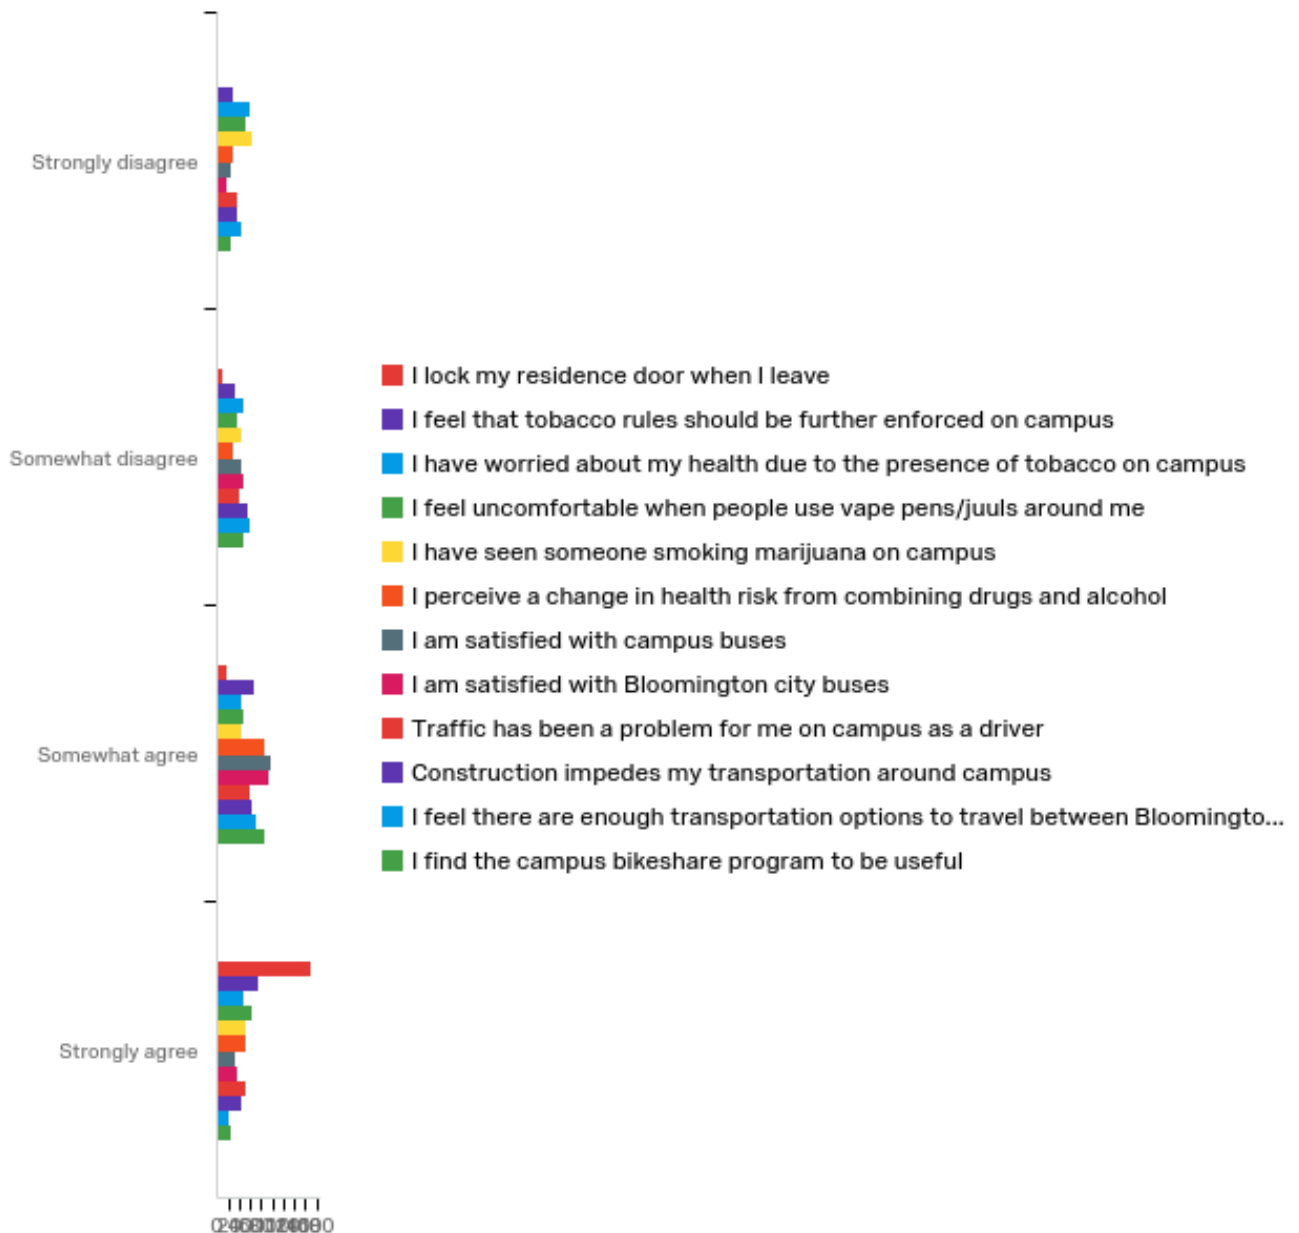 Strongly disagree
Somewhat disagree
Somewhat agree
Strongly agree
I lock my residence door when I leave
I feel that tobacco rules should be further enforced on campus
I have worried about my health due to the presence of tobacco on campus
I feel uncomfortable when people use vape pens/juuls around me
I have seen someone smoking marijuana on campus
I perceive a change in health risk from combining drugs and alcohol
I am satisfied with campus buses
I am satisfied with Bloomington city buses
Traffic has been a problem for me on campus as a driver
Construction impedes my transportation around campus
I feel there are enough transportation options to travel between Bloomingto...
I find the campus bikeshare program to be useful